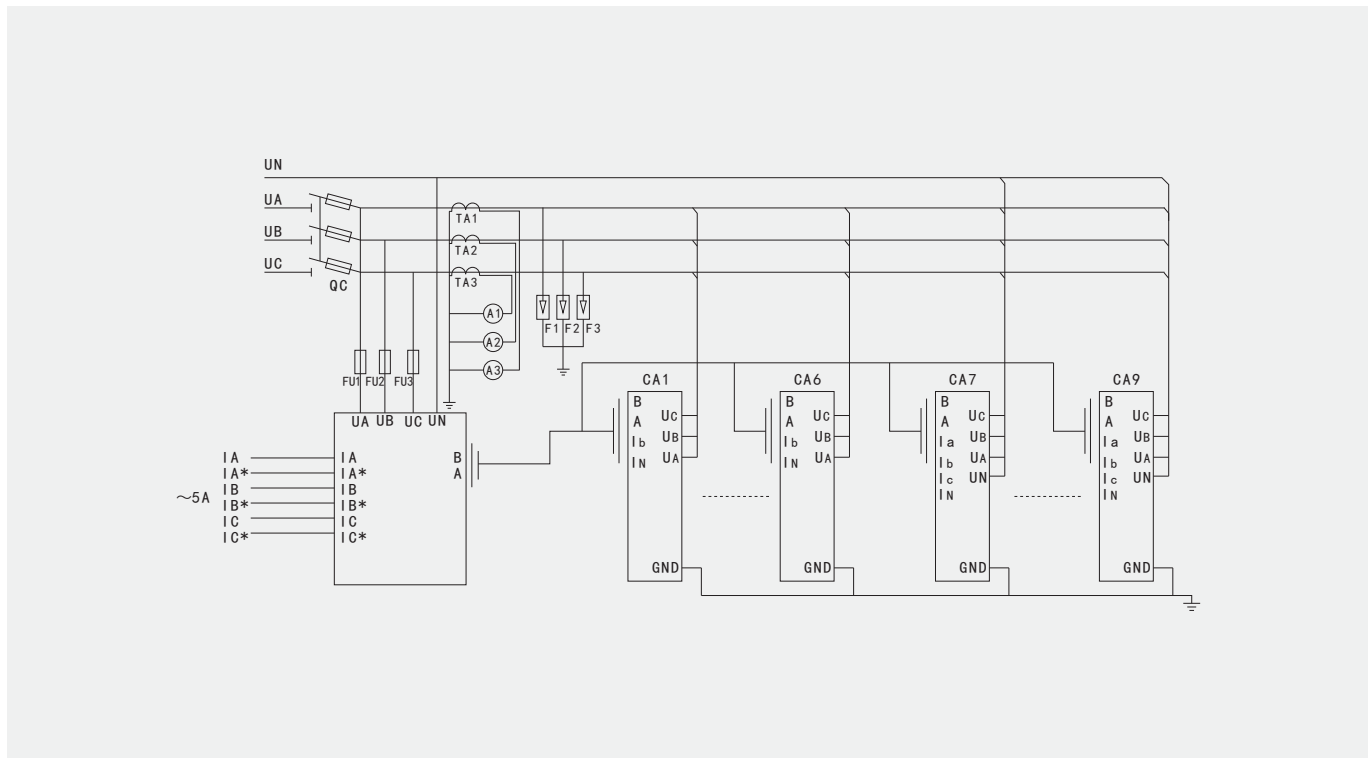 UN
UA
UB
UC
QC
TA1
TA2
TA3
A1
A2
A3
F1 F2 F3
FU1 FU2 FU3
UA UB UC UN
B
A
～5A
IA
IA*
IB
IB*
IC
IC*
IA
IA*
IB
IB*
IC
IC*
CA1
B
A
Ib
IN
UC
UB
UA
GND
CA6
B
A
Ib
IN
UC
UB
UA
GND
CA7
B
A
Ia
Ib
Ic
IN
UC
UB
UA
UN
GND
CA9
B
A
Ia
Ib
Ic
IN
UC
UB
UA
UN
GND